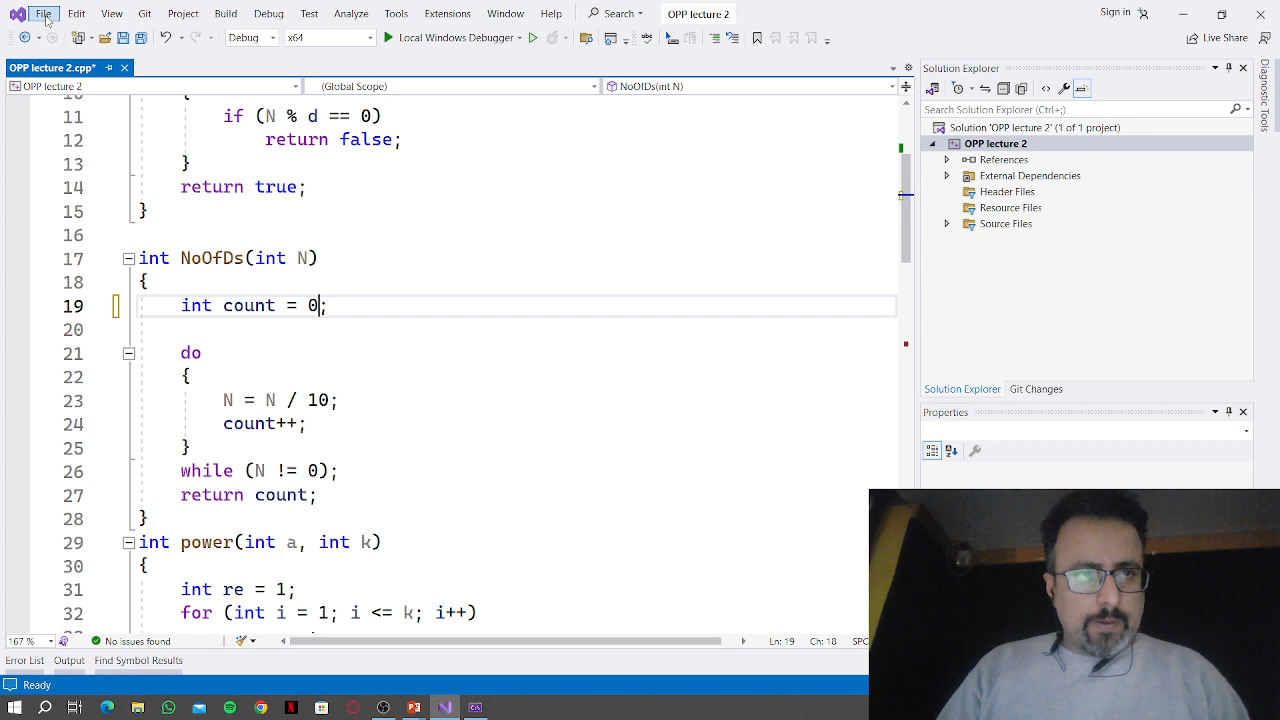 File Edit View Git Project Build Debug Test Analyze Tools Extensions Window Help Search OPP lecture 2 Sign in
Debug x64 Local Windows Debugger Live Share
OPP lecture 2.cpp*
OPP lecture 2 (Global Scope) NoOfDs(int N)
11 if (N % d == 0)
12 return false;
13 }
14 return true;
15 }
16
17 int NoOfDs(int N)
18 {
19 int count = 0;
20
21 do
22 {
23 N = N / 10;
24 count++;
25 }
26 while (N != 0);
27 return count;
28 }
29 int power(int a, int k)
30 {
31 int re = 1;
32 for (int i = 1; i <= k; i++)
167 % No issues found Ln: 19 Ch: 18 SPC
Error List Output Find Symbol Results
Ready
Solution Explorer
Search Solution Explorer (Ctrl+;)
Solution 'OPP lecture 2' (1 of 1 project)
OPP lecture 2
References
External Dependencies
Header Files
Resource Files
Source Files
Solution Explorer Git Changes
Properties
Diagnostic Tools